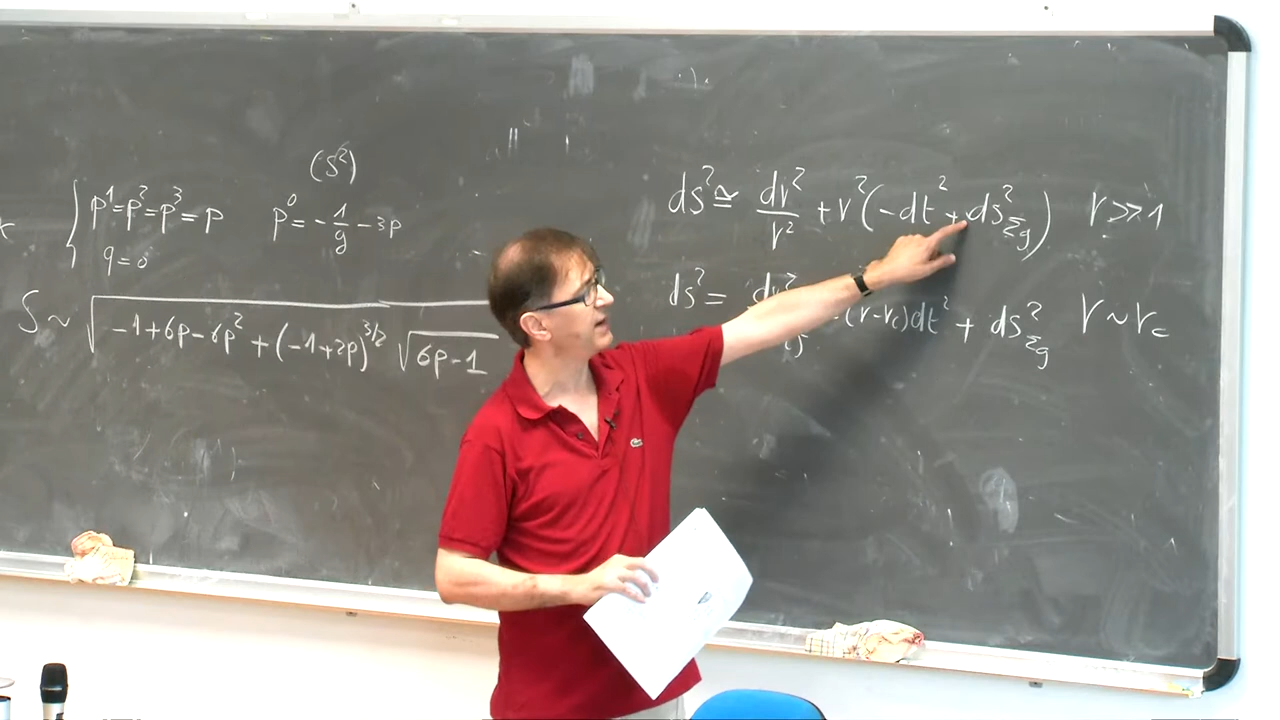 (S²)
{ p¹=p²=p³=p    p⁰=-1/g-3p
q=0
S ~ √(-1+6p-6p²+(-1+2p)^{3/2} √(6p-1))
ds² ≅ dr²/r² + r²(-dt²+ds²_{Σg})    r≫1
ds² = -(r-r_c)dt² + ds²_{Σg}    r~r_c